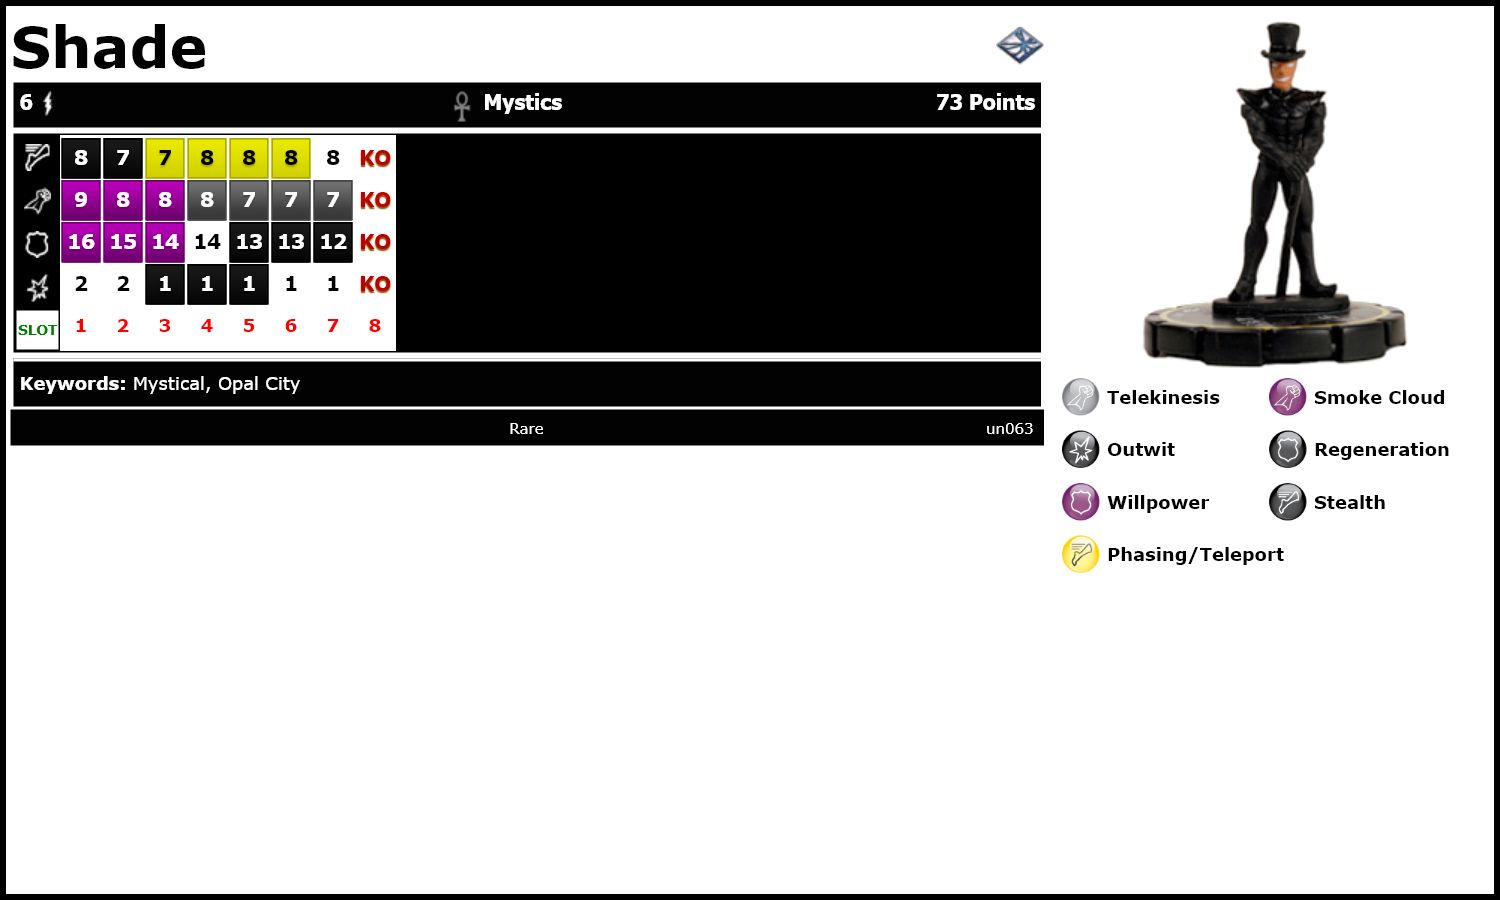 Shade
6 Mystics 73 Points
8 7 7 8 8 8 8 KO
9 8 8 8 7 7 7 KO
16 15 14 14 13 13 12 KO
2 2 1 1 1 1 1 KO
SLOT 1 2 3 4 5 6 7 8
Keywords: Mystical, Opal City
Rare un063
Telekinesis Smoke Cloud
Outwit Regeneration
Willpower Stealth
Phasing/Teleport